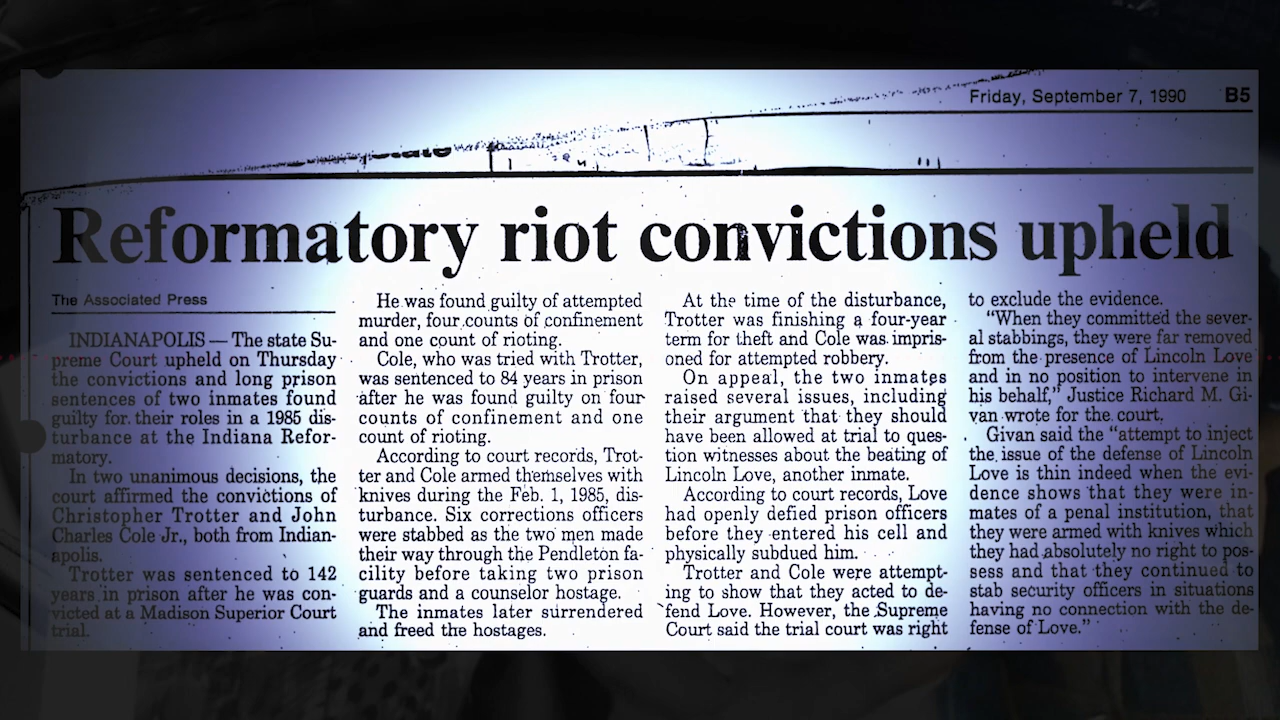 Friday, September 7, 1990 B5
Reformatory riot convictions upheld
The Associated Press
INDIANAPOLIS — The state Su-
preme Court upheld on Thursday
the convictions and long prison
sentences of two inmates found
guilty for their roles in a 1985 dis-
turbance at the Indiana Refor-
matory.
In two unanimous decisions, the
court affirmed the convictions of
Christopher Trotter and John
Charles Cole Jr., both from Indian-
apolis.
Trotter was sentenced to 142
years in prison after he was con-
victed at a Madison Superior Court
trial.
He was found guilty of attempted
murder, four counts of confinement
and one count of rioting.
Cole, who was tried with Trotter,
was sentenced to 84 years in prison
after he was found guilty on four
counts of confinement and one
count of rioting.
According to court records, Trot-
ter and Cole armed themselves with
knives during the Feb. 1, 1985, dis-
turbance. Six corrections officers
were stabbed as the two men made
their way through the Pendleton fa-
cility before taking two prison
guards and a counselor hostage.
The inmates later surrendered
and freed the hostages.
At the time of the disturbance,
Trotter was finishing a four-year
term for theft and Cole was impris-
oned for attempted robbery.
On appeal, the two inmates
raised several issues, including
their argument that they should
have been allowed at trial to ques-
tion witnesses about the beating of
Lincoln Love, another inmate.
According to court records, Love
had openly defied prison officers
before they entered his cell and
physically subdued him.
Trotter and Cole were attempt-
ing to show that they acted to de-
fend Love. However, the Supreme
Court said the trial court was right
to exclude the evidence.
"When they committed the sever-
al stabbings, they were far removed
from the presence of Lincoln Love
and in no position to intervene in
his behalf," Justice Richard M. Gi-
van wrote for the court.
Givan said the "attempt to inject
the issue of the defense of Lincoln
Love is thin indeed when the evi-
dence shows that they were in-
mates of a penal institution, that
they were armed with knives which
they had absolutely no right to pos-
sess and that they continued to
stab security officers in situations
having no connection with the de-
fense of Love."